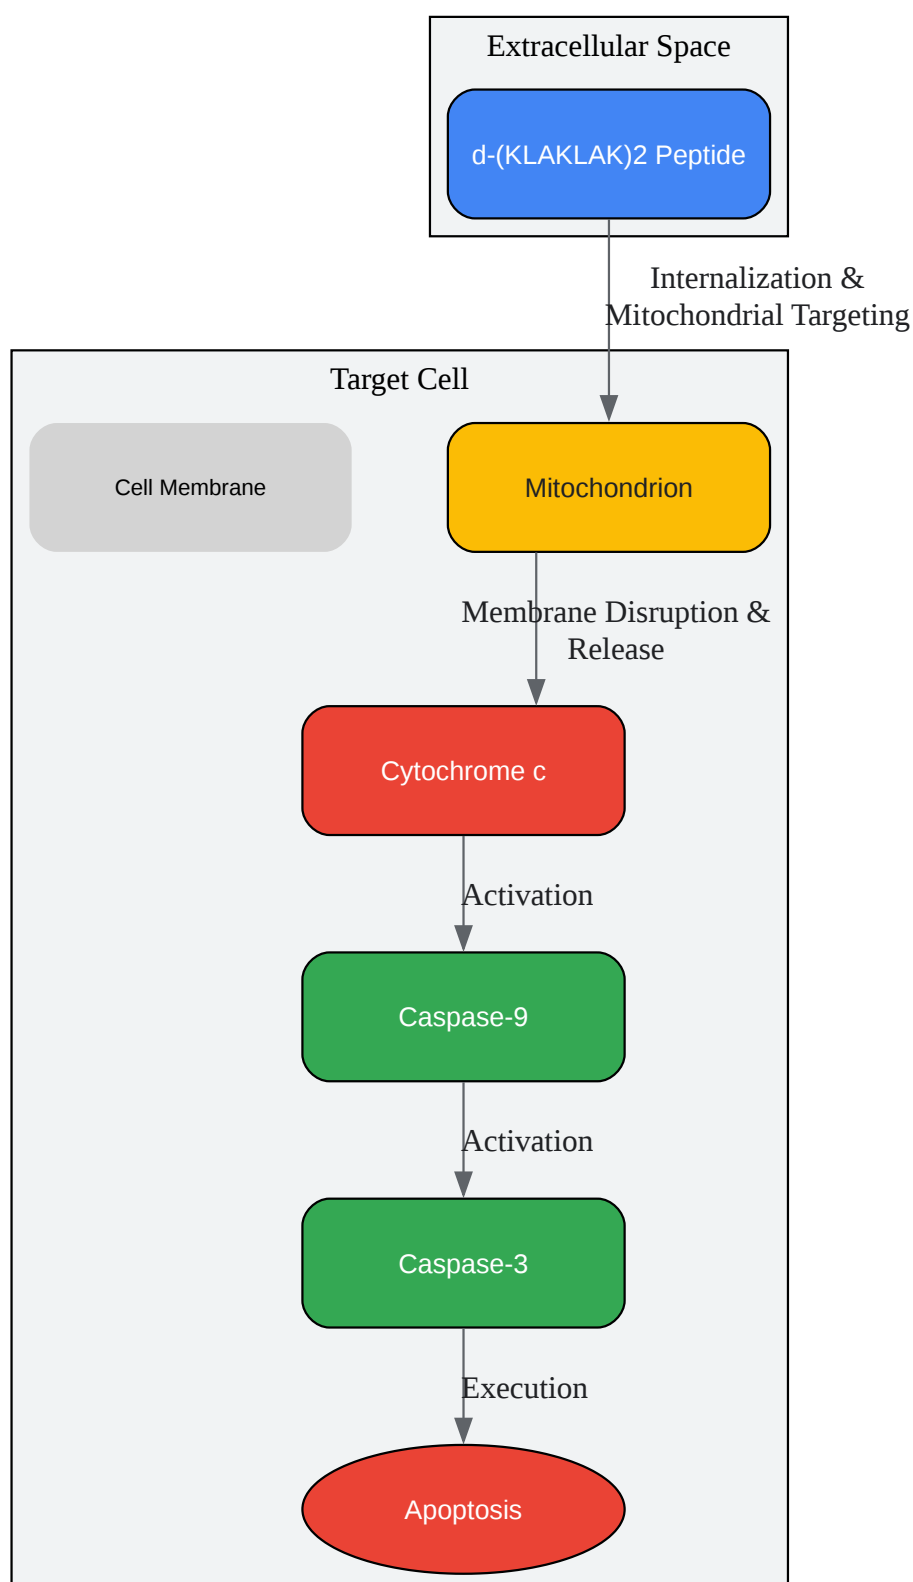 Extracellular Space
d-(KLAKLAK)2 Peptide
Internalization &
Mitochondrial Targeting
Target Cell
Cell Membrane
Mitochondrion
Membrane Disruption &
Release
Cytochrome c
Activation
Caspase-9
Activation
Caspase-3
Execution
Apoptosis